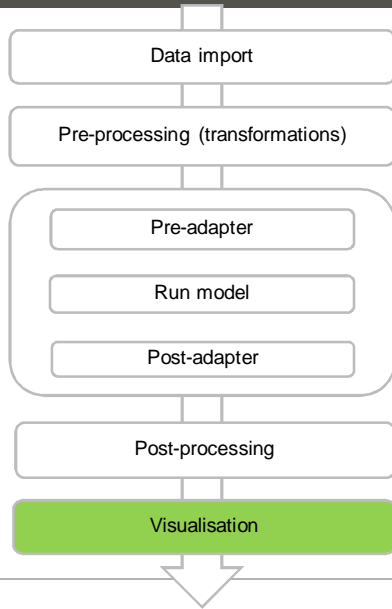 Data import
Pre-processing (transformations)
Pre-adapter
Run model
Post-adapter
Post-processing
Visualisation